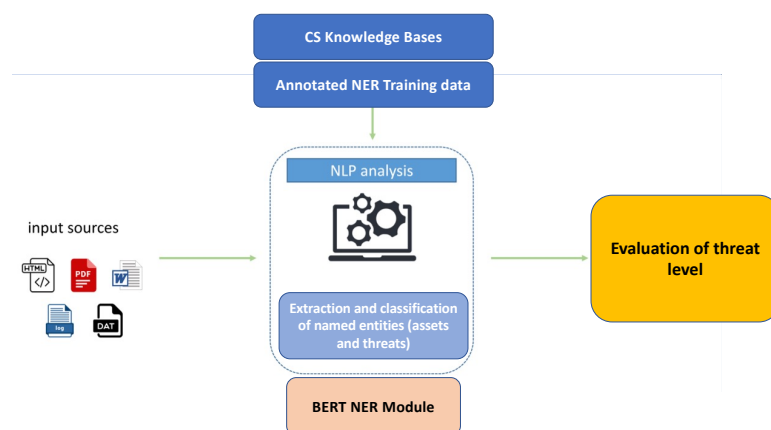 CS Knowledge Bases
Annotated NER Training data
NLP analysis
input sources
HTML
</>
PDF
W
log
DAT
Extraction and classification
of named entities (assets
and threats)
BERT NER Module
Evaluation of threat
level